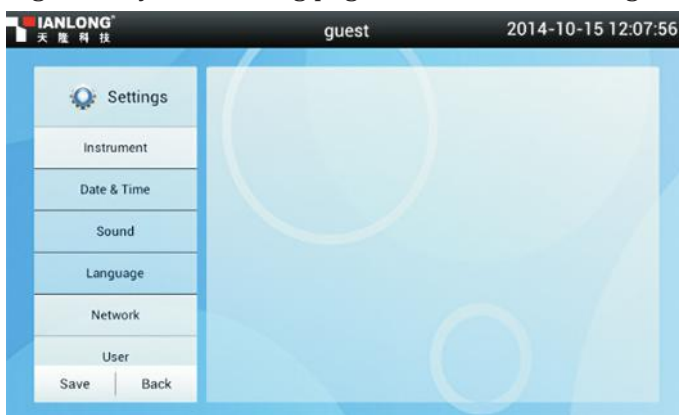 TIANLONG
天隆科技
guest
2014-10-15 12:07:56
Settings
Instrument
Date & Time
Sound
Language
Network
User
Save
Back